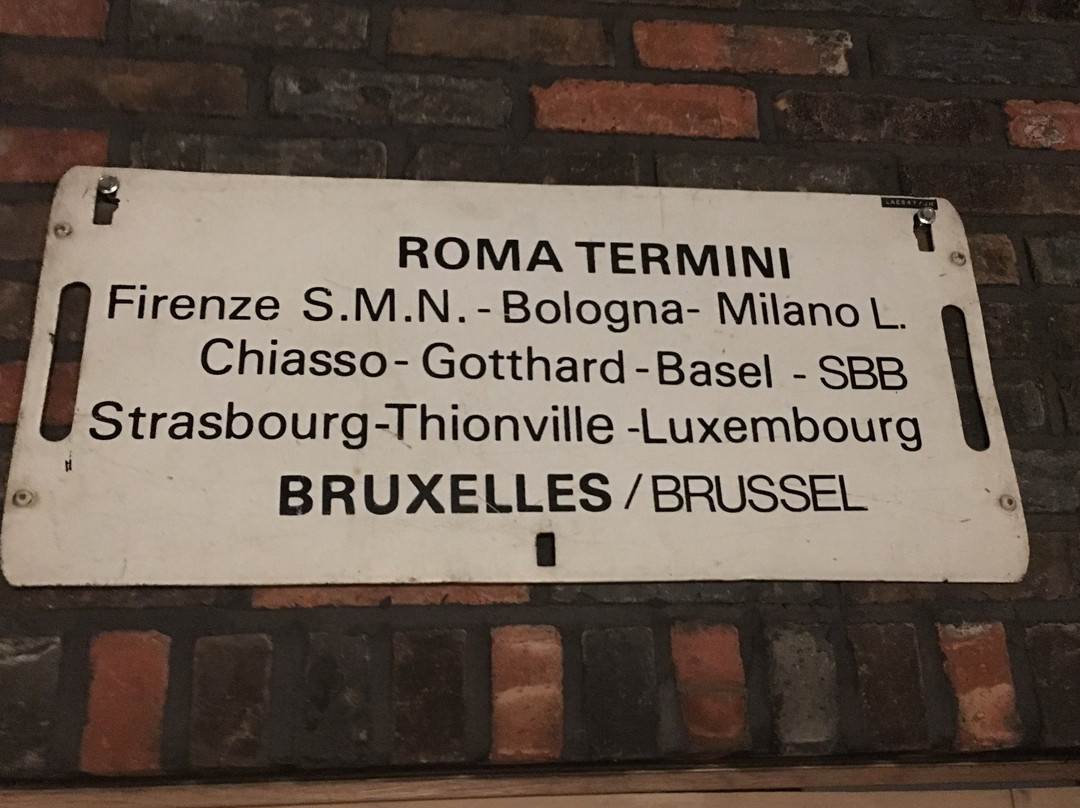 ROMA TERMINI
Firenze S.M.N. - Bologna- Milano L.
Chiasso - Gotthard - Basel - SBB
Strasbourg-Thionville -Luxembourg
BRUXELLES / BRUSSEL